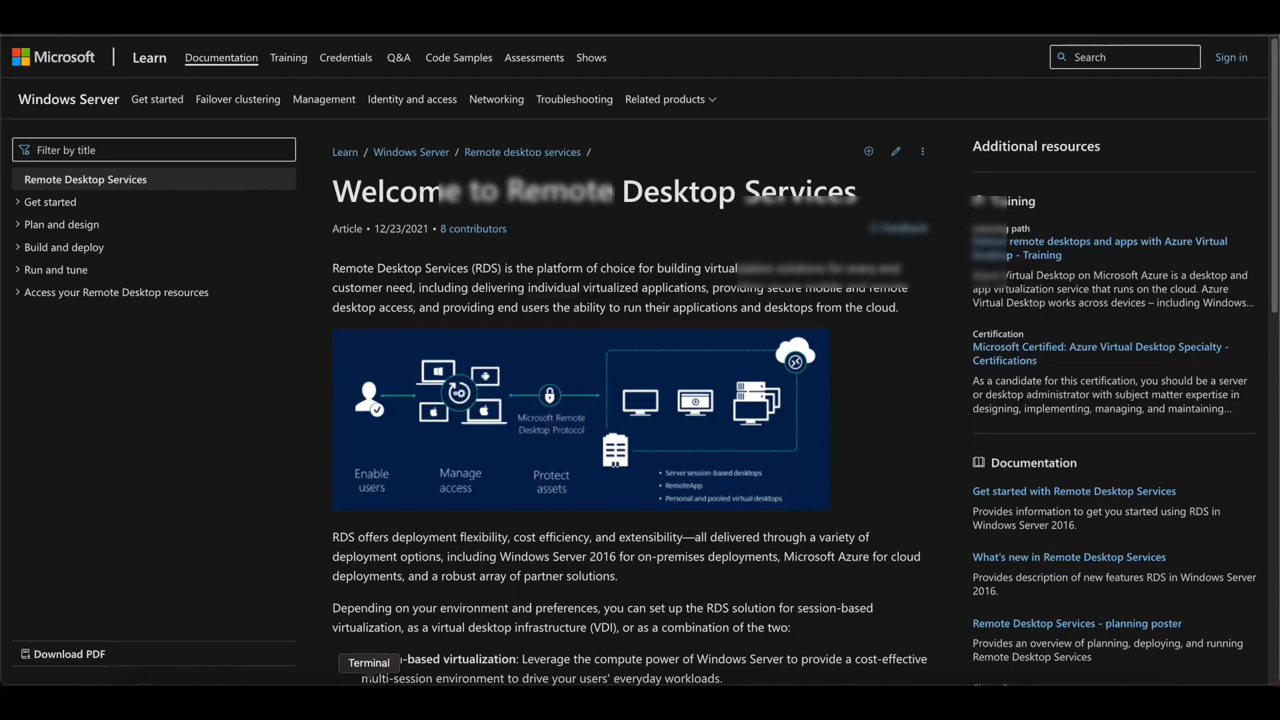 Microsoft
Learn
Documentation
Training
Credentials
Q&A
Code Samples
Assessments
Shows
Search
Sign in
Windows Server
Get started
Failover clustering
Management
Identity and access
Networking
Troubleshooting
Related products
Filter by title
Remote Desktop Services
Get started
Plan and design
Build and deploy
Run and tune
Access your Remote Desktop resources
Download PDF
Learn / Windows Server / Remote desktop services /
Welcome to Remote Desktop Services
Article • 12/23/2021 • 8 contributors
Feedback
Remote Desktop Services (RDS) is the platform of choice for building virtualization solutions for every end
customer need, including delivering individual virtualized applications, providing secure mobile and remote
desktop access, and providing end users the ability to run their applications and desktops from the cloud.
Microsoft Remote
Desktop Protocol
Enable
users
Manage
access
Protect
assets
• Server session-based desktops
• RemoteApp
• Personal and pooled virtual desktops
RDS offers deployment flexibility, cost efficiency, and extensibility—all delivered through a variety of
deployment options, including Windows Server 2016 for on-premises deployments, Microsoft Azure for cloud
deployments, and a robust array of partner solutions.
Depending on your environment and preferences, you can set up the RDS solution for session-based
virtualization, as a virtual desktop infrastructure (VDI), or as a combination of the two:
Terminal
-based virtualization: Leverage the compute power of Windows Server to provide a cost-effective
multi-session environment to drive your users' everyday workloads.
Additional resources
Training
Learning path
remote desktops and apps with Azure Virtual
Desktop - Training
Azure Virtual Desktop on Microsoft Azure is a desktop and
app virtualization service that runs on the cloud. Azure
Virtual Desktop works across devices – including Windows...
Certification
Microsoft Certified: Azure Virtual Desktop Specialty -
Certifications
As a candidate for this certification, you should be a server
or desktop administrator with subject matter expertise in
designing, implementing, managing, and maintaining...
Documentation
Get started with Remote Desktop Services
Provides information to get you started using RDS in
Windows Server 2016.
What's new in Remote Desktop Services
Provides description of new features RDS in Windows Server
2016.
Remote Desktop Services - planning poster
Provides an overview of planning, deploying, and running
Remote Desktop Services